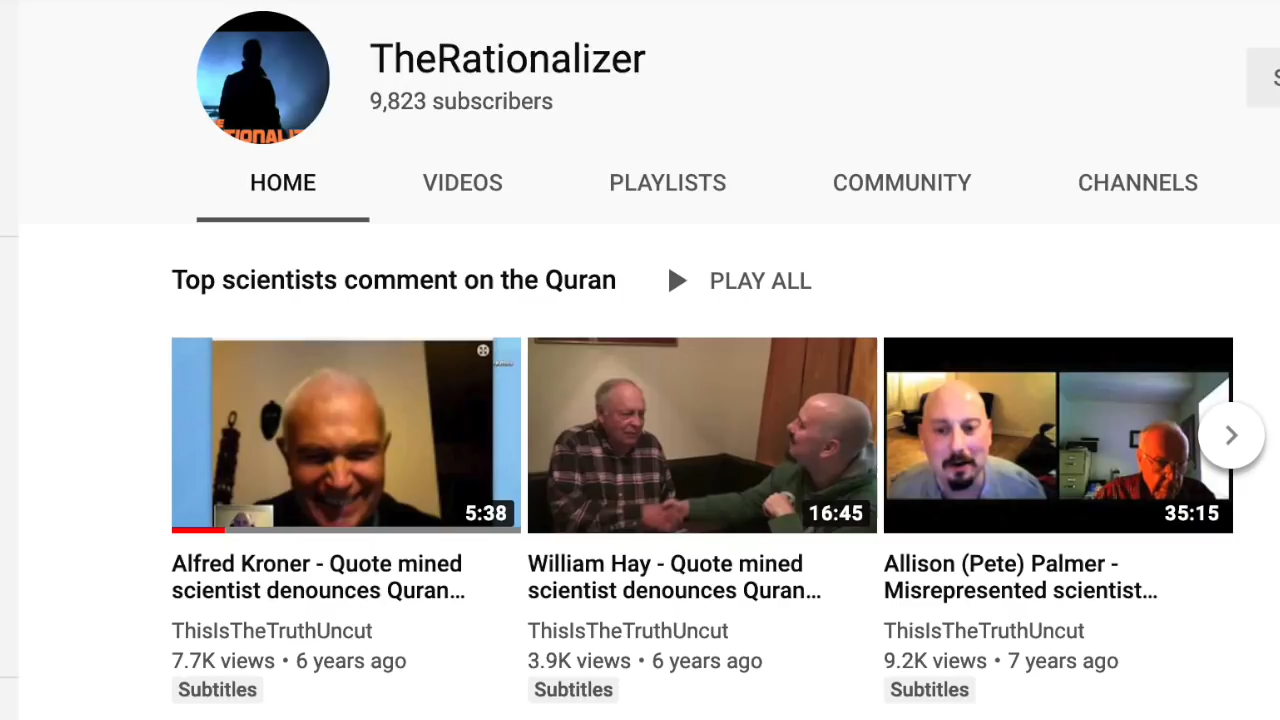 TheRationalizer
9,823 subscribers
HOME VIDEOS PLAYLISTS COMMUNITY CHANNELS
Top scientists comment on the Quran PLAY ALL
5:38 16:45 35:15
Alfred Kroner - Quote mined
scientist denounces Quran...
ThisIsTheTruthUncut
7.7K views • 6 years ago
Subtitles
William Hay - Quote mined
scientist denounces Quran...
ThisIsTheTruthUncut
3.9K views • 6 years ago
Subtitles
Allison (Pete) Palmer -
Misrepresented scientist...
ThisIsTheTruthUncut
9.2K views • 7 years ago
Subtitles